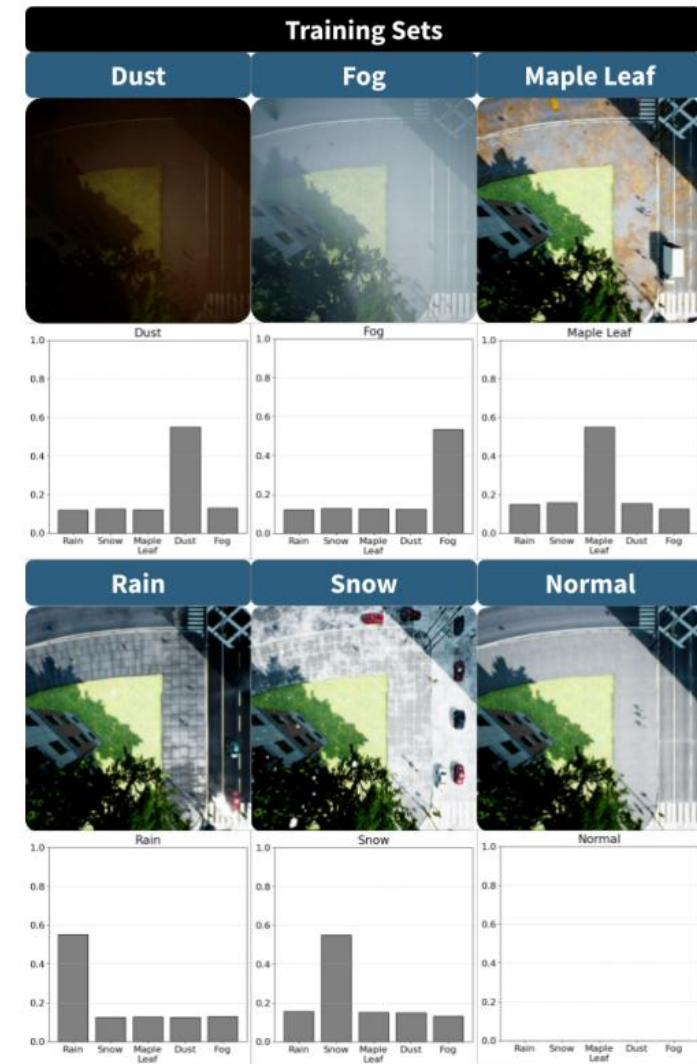 Training Sets
Dust Fog Maple Leaf
Dust Fog Maple Leaf
1.0 1.0 1.0
0.8 0.8 0.8
0.6 0.6 0.6
0.4 0.4 0.4
0.2 0.2 0.2
0.0 0.0 0.0
Rain Snow Maple Dust Fog Rain Snow Maple Dust Fog Rain Snow Maple Dust Fog
Leaf Leaf Leaf
Rain Snow Normal
Rain Snow Normal
1.0 1.0 1.0
0.8 0.8 0.8
0.6 0.6 0.6
0.4 0.4 0.4
0.2 0.2 0.2
0.0 0.0 0.0
Rain Snow Maple Dust Fog Rain Snow Maple Dust Fog Rain Snow Maple Dust Fog
Leaf Leaf Leaf